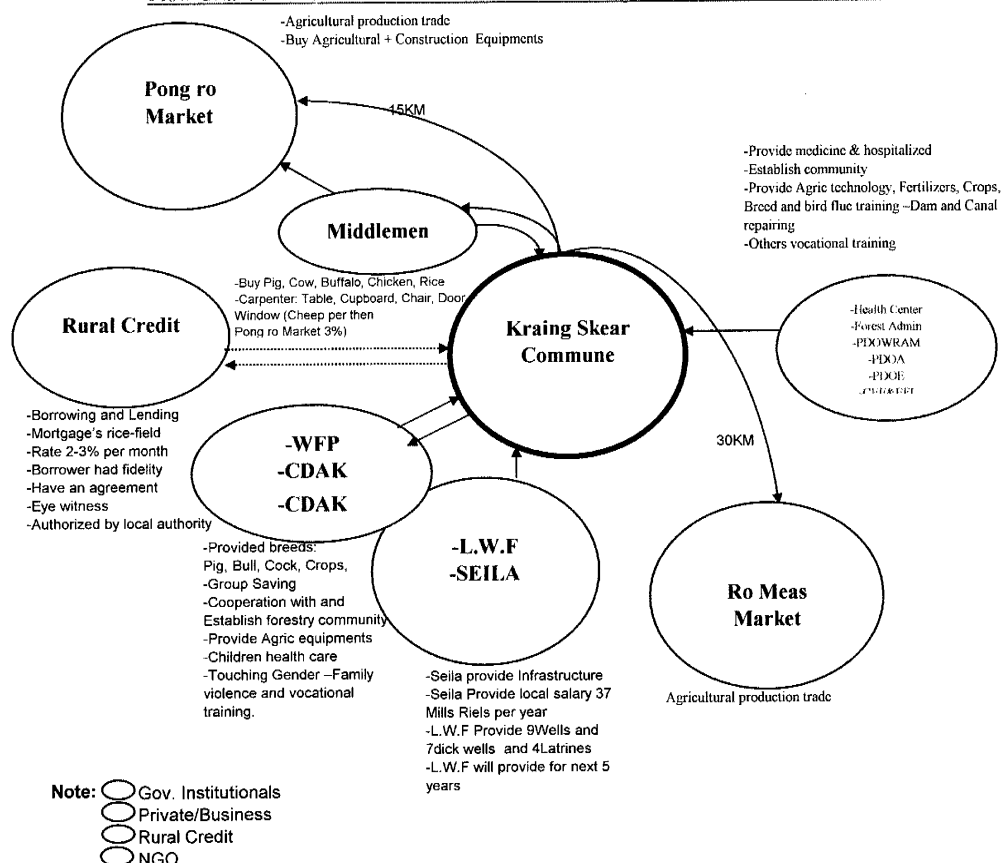 -Agricultural production trade
-Buy Agricultural + Construction Equipments
Pong ro
Market
15KM
-Provide medicine & hospitalized
-Establish community
-Provide Agric technology, Fertilizers, Crops,
Breed and bird flue training –Dam and Canal
repairing
-Others vocational training
Middlemen
-Buy Pig, Cow, Buffalo, Chicken, Rice
-Carpenter: Table, Cupboard, Chair, Door
Window (Cheep per then
Pong ro Market 3%)
Rural Credit
Kraing Skear
Commune
-Health Center
-Forest Admin
-PDOWRAM
-PDOA
-PDOE
-Borrowing and Lending
-Mortgage's rice-field
-Rate 2-3% per month
-Borrower had fidelity
-Have an agreement
-Eye witness
-Authorized by local authority
-WFP
-CDAK
-CDAK
30KM
-Provided breeds:
Pig, Bull, Cock, Crops,
-Group Saving
-Cooperation with and
Establish forestry community
-Provide Agric equipments
-Children health care
-Touching Gender –Family
violence and vocational
training.
-L.W.F
-SEILA
Ro Meas
Market
Agricultural production trade
-Seila provide Infrastructure
-Seila Provide local salary 37
Mills Riels per year
-L.W.F Provide 9Wells and
7dick wells and 4Latrines
-L.W.F will provide for next 5
years
Note:
Gov. Institutionals
Private/Business
Rural Credit
NGO